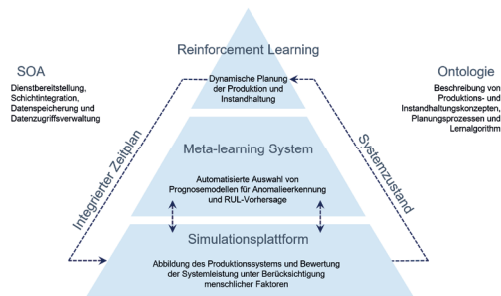 Reinforcement Learning
Dynamische Planung
der Produktion und
Instandhaltung
SOA
Dienstbereitstellung,
Schichtintegration,
Datenspeicherung und
Datenzugriffsverwaltung
Ontologie
Beschreibung von
Produktions- und
Instandhaltungskonzepten,
Planungsprozessen und
Lernalgorithm
Integrierter Zeitplan
Systemzustand
Meta-learning System
Automatisierte Auswahl von
Prognosemodellen für Anomalieerkennung
und RUL-Vorhersage
Simulationsplattform
Abbildung des Produktionssystems und Bewertung
der Systemleistung unter Berücksichtigung
menschlicher Faktoren